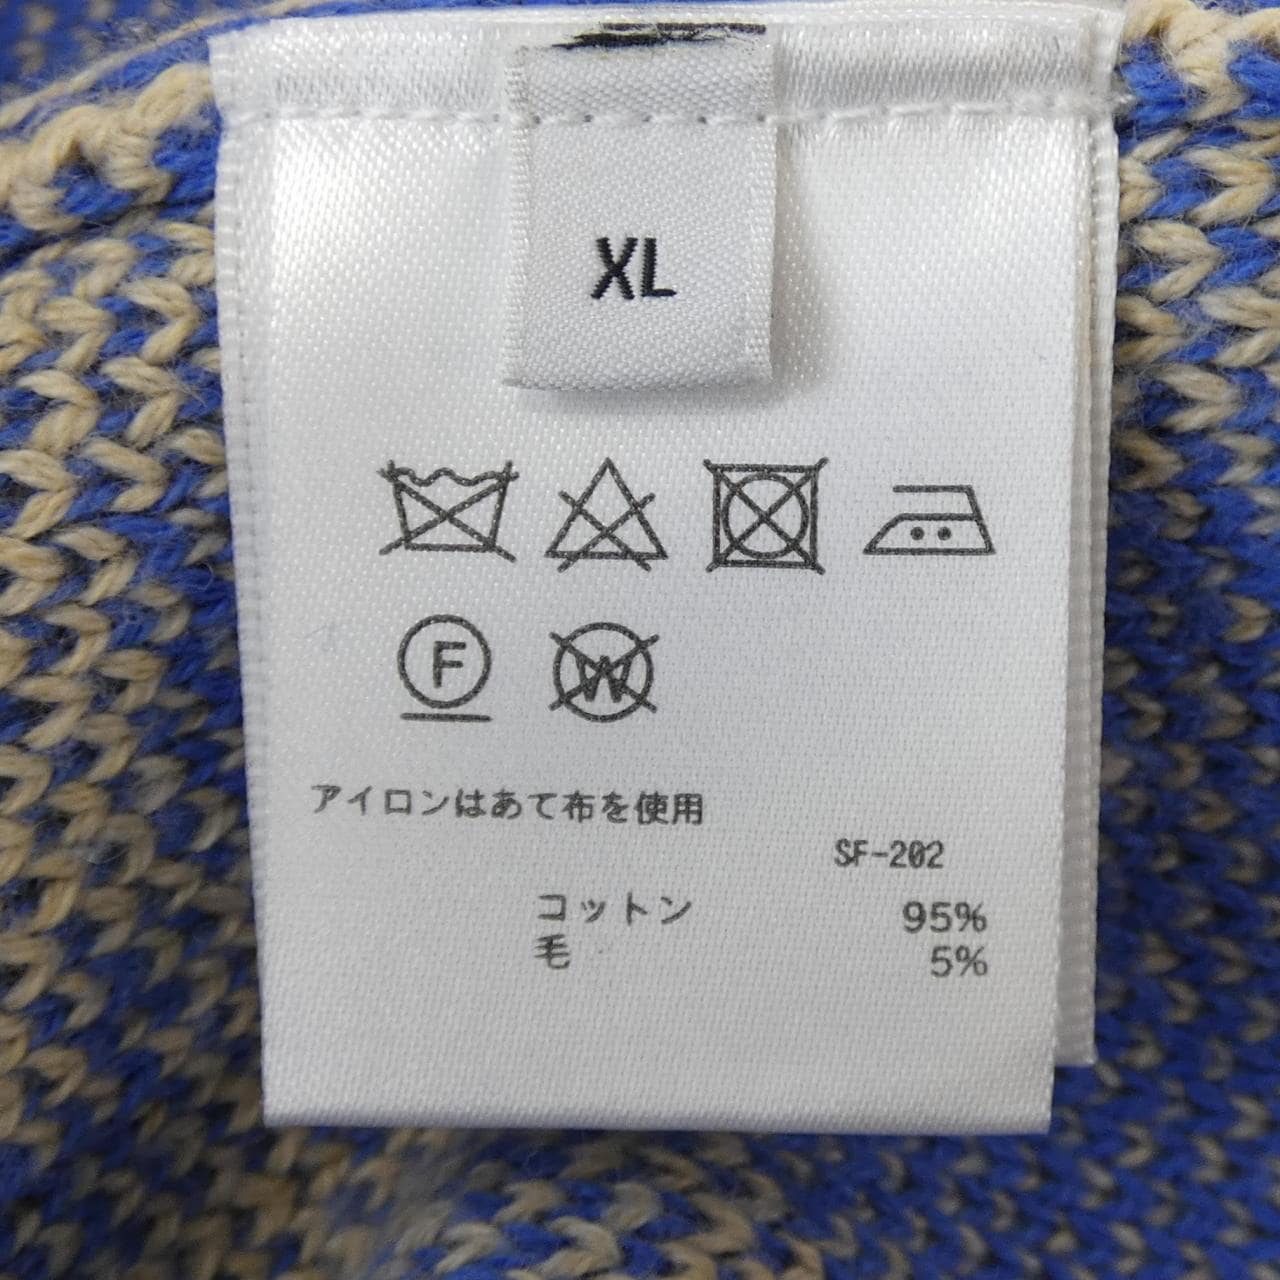 XL
F
W
アイロンはあて布を使用
SF-202
コットン 95%
毛 5%